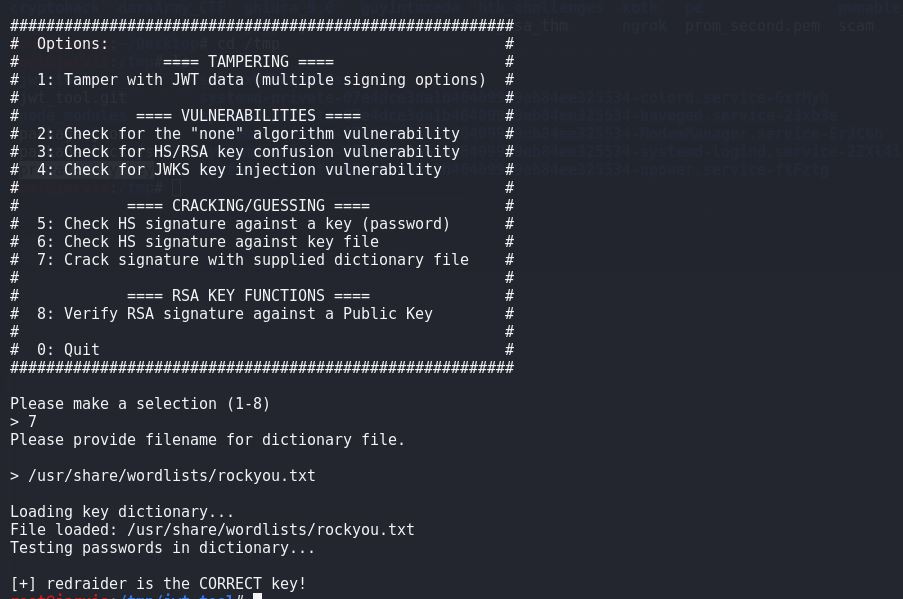 ########################################################
#  Options:                                            #
#                ==== TAMPERING ====                   #
#  1: Tamper with JWT data (multiple signing options)  #
#                                                      #
#             ==== VULNERABILITIES ====                #
#  2: Check for the "none" algorithm vulnerability     #
#  3: Check for HS/RSA key confusion vulnerability     #
#  4: Check for JWKS key injection vulnerability       #
#                                                      #
#            ==== CRACKING/GUESSING ====               #
#  5: Check HS signature against a key (password)      #
#  6: Check HS signature against key file              #
#  7: Crack signature with supplied dictionary file    #
#                                                      #
#            ==== RSA KEY FUNCTIONS ====               #
#  8: Verify RSA signature against a Public Key        #
#                                                      #
#  0: Quit                                             #
########################################################
Please make a selection (1-8)
> 7
Please provide filename for dictionary file.
> /usr/share/wordlists/rockyou.txt
Loading key dictionary...
File loaded: /usr/share/wordlists/rockyou.txt
Testing passwords in dictionary...
[+] redraider is the CORRECT key!